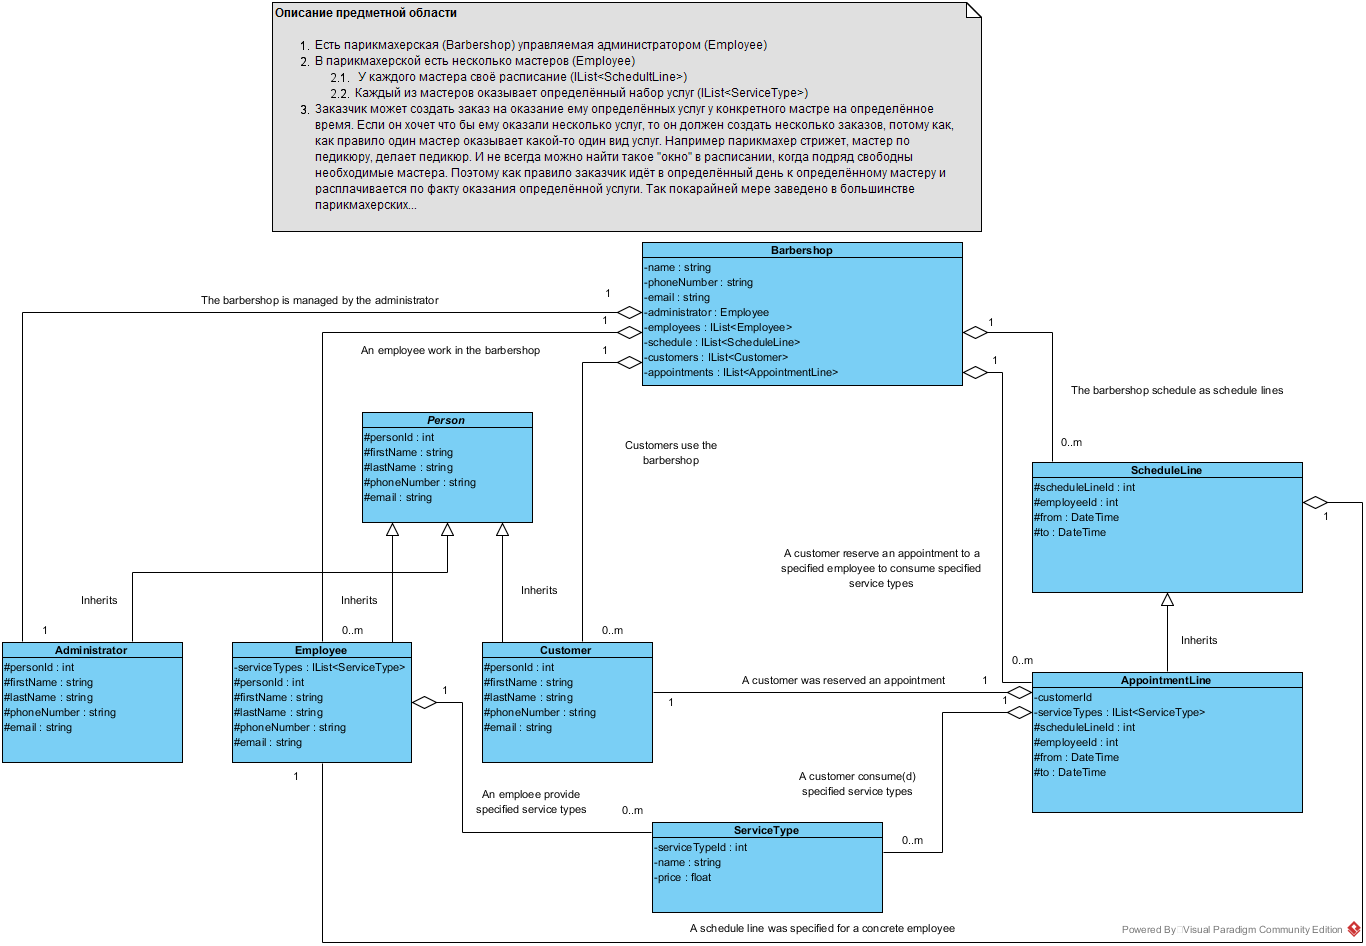 Описание предметной области
1. Есть парикмахерская (Barbershop) управляемая администратором (Employee)
2. В парикмахерской есть несколько мастеров (Employee)
2.1. У каждого мастера своё расписание (IList<SchedultLine>)
2.2. Каждый из мастеров оказывает определённый набор услуг (IList<ServiceType>)
3. Заказчик может создать заказ на оказание ему определённых услуг у конкретного мастре на определённое
время. Если он хочет что бы ему оказали несколько услуг, то он должен создать несколько заказов, потому как,
как правило один мастер оказывает какой-то один вид услуг. Например парикмахер стрижет, мастер по
педикюру, делает педикюр. И не всегда можно найти такое "окно" в расписании, когда подряд свободны
необходимые мастера. Поэтому как правило заказчик идёт в определённый день к определённому мастеру и
расплачивается по факту оказания определённой услуги. Так покарайней мере заведено в большинстве
парикмахерских...
Barbershop
-name : string
-phoneNumber : string
-email : string
-administrator : Employee
-employees : IList<Employee>
-schedule : IList<ScheduleLine>
-customers : IList<Customer>
-appointments : IList<AppointmentLine>
1
The barbershop is managed by the administrator
1
An employee work in the barbershop
1
1
1
The barbershop schedule as schedule lines
0..m
Customers use the
barbershop
Person
#personId : int
#firstName : string
#lastName : string
#phoneNumber : string
#email : string
ScheduleLine
#scheduleLineId : int
#employeeId : int
#from : DateTime
#to : DateTime
1
A customer reserve an appointment to a
specified employee to consume specified
service types
Inherits
Inherits
Inherits
Inherits
1
0..m
0..m
0..m
Administrator
#personId : int
#firstName : string
#lastName : string
#phoneNumber : string
#email : string
Employee
-serviceTypes : IList<ServiceType>
#personId : int
#firstName : string
#lastName : string
#phoneNumber : string
#email : string
1
1
Customer
#personId : int
#firstName : string
#lastName : string
#phoneNumber : string
#email : string
A customer was reserved an appointment
1
1
1
AppointmentLine
-customerId
-serviceTypes : IList<ServiceType>
#scheduleLineId : int
#employeeId : int
#from : DateTime
#to : DateTime
An emploee provide
specified service types
0..m
A customer consume(d)
specified service types
0..m
ServiceType
-serviceTypeId : int
-name : string
-price : float
A schedule line was specified for a concrete employee
Powered By Visual Paradigm Community Edition